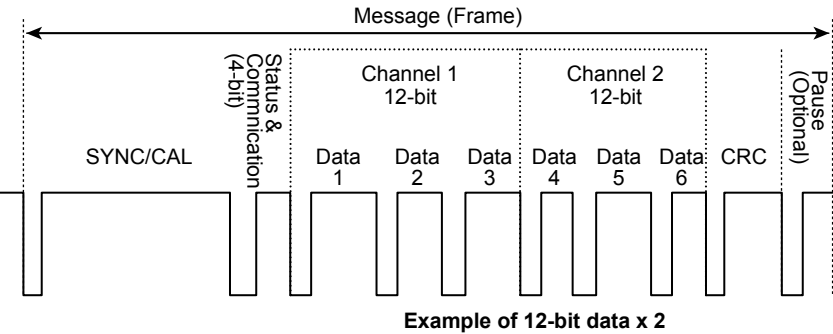 Message (Frame)
Status &
Commnication
(4-bit)
Channel 1
12-bit
Channel 2
12-bit
Pause
(Optional)
SYNC/CAL
Data
1
Data
2
Data
3
Data
4
Data
5
Data
6
CRC
Example of 12-bit data x 2